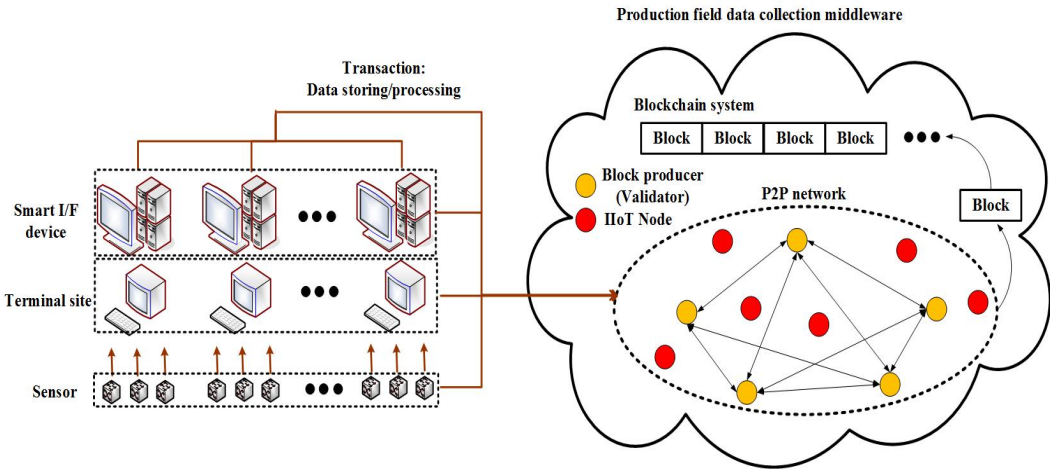 Production field data collection middleware
Transaction:
Data storing/processing
Blockchain system
Block Block Block Block
Block producer
(Validator)
IIoT Node
P2P network
Block
Smart I/F
device
Terminal site
Sensor